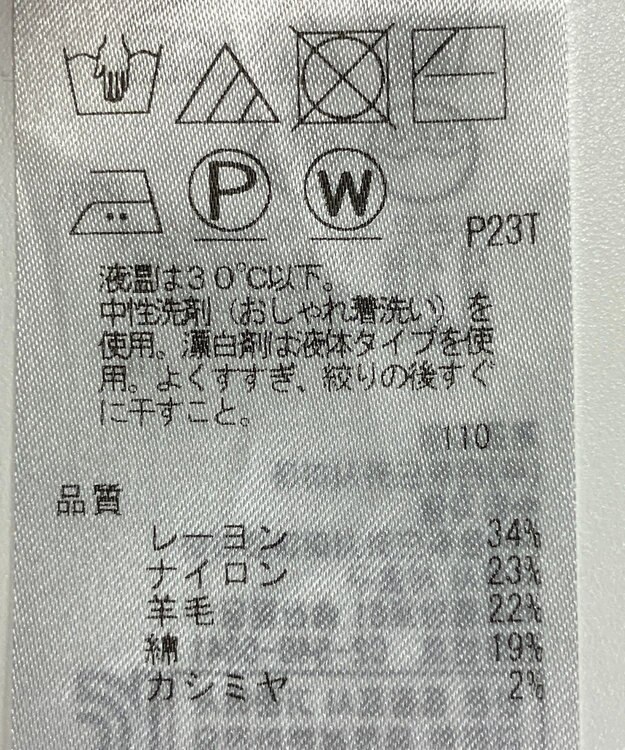 P W
P23T
液温は30℃以下。
中性洗剤（おしゃれ着洗い）を
使用。漂白剤は液体タイプを使
用。よくすすぎ、絞りの後すぐ
に干すこと。
110
品質
レーヨン 34%
ナイロン 23%
羊毛 22%
綿 19%
カシミヤ 2%